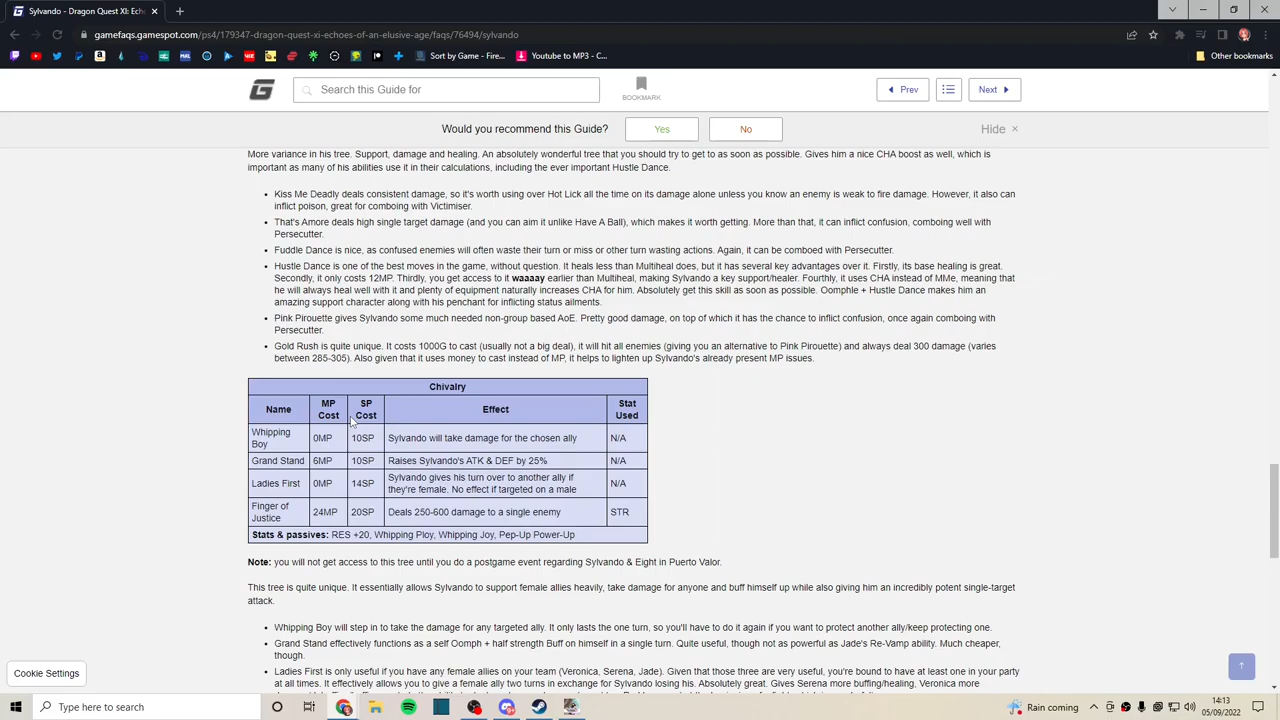 Sylvando - Dragon Quest XI: Echo
gamefaqs.gamespot.com/ps4/179347-dragon-quest-xi-echoes-of-an-elusive-age/faqs/76494/sylvando
Sort by Game - Fire...
Youtube to MP3 - C...
Other bookmarks
Search this Guide for
BOOKMARK
Prev
Next
Would you recommend this Guide?
Yes
No
Hide ×
More variance in his tree. Support, damage and healing. An absolutely wonderful tree that you should try to get to as soon as possible. Gives him a nice CHA boost as well, which is
important as many of his abilities use it in their calculations, including the ever important Hustle Dance.
• Kiss Me Deadly deals consistent damage, so it's worth using over Hot Lick all the time on its damage alone unless you know an enemy is weak to fire damage. However, it also can
inflict poison, great for comboing with Victimiser.
• That's Amore deals high single target damage (and you can aim it unlike Have A Ball), which makes it worth getting. More than that, it can inflict confusion, comboing well with
Persecutter.
• Fuddle Dance is nice, as confused enemies will often waste their turn or miss or other turn wasting actions. Again, it can be comboed with Persecutter.
• Hustle Dance is one of the best moves in the game, without question. It heals less than Multiheal does, but it has several key advantages over it. Firstly, its base healing is great.
Secondly, it only costs 12MP. Thirdly, you get access to it waaaay earlier than Multiheal, making Sylvando a key support/healer. Fourthly, it uses CHA instead of MMe, meaning that
he will always heal well with it and plenty of equipment naturally increases CHA for him. Absolutely get this skill as soon as possible. Oomphle + Hustle Dance makes him an
amazing support character along with his penchant for inflicting status ailments.
• Pink Pirouette gives Sylvando some much needed non-group based AoE. Pretty good damage, on top of which it has the chance to inflict confusion, once again comboing with
Persecutter.
• Gold Rush is quite unique. It costs 1000G to cast (usually not a big deal), it will hit all enemies (giving you an alternative to Pink Pirouette) and always deal 300 damage (varies
between 285-305). Also given that it uses money to cast instead of MP, it helps to lighten up Sylvando's already present MP issues.
Chivalry
Name MP Cost SP Cost Effect Stat Used
Whipping Boy 0MP 10SP Sylvando will take damage for the chosen ally N/A
Grand Stand 6MP 10SP Raises Sylvando's ATK & DEF by 25% N/A
Ladies First 0MP 14SP Sylvando gives his turn over to another ally if they're female. No effect if targeted on a male N/A
Finger of Justice 24MP 20SP Deals 250-600 damage to a single enemy STR
Stats & passives: RES +20, Whipping Ploy, Whipping Joy, Pep-Up Power-Up
Note: you will not get access to this tree until you do a postgame event regarding Sylvando & Eight in Puerto Valor.
This tree is quite unique. It essentially allows Sylvando to support female allies heavily, take damage for anyone and buff himself up while also giving him an incredibly potent single-target
attack.
• Whipping Boy will step in to take the damage for any targeted ally. It only lasts the one turn, so you'll have to do it again if you want to protect another ally/keep protecting one.
• Grand Stand effectively functions as a self Oomph + half strength Buff on himself in a single turn. Quite useful, though not as powerful as Jade's Re-Vamp ability. Much cheaper,
though.
• Ladies First is only useful if you have any female allies on your team (Veronica, Serena, Jade). Given that those three are very useful, you're bound to have at least one in your party
at all times. It effectively allows you to give a female ally two turns in exchange for Sylvando losing his. Absolutely great. Gives Serena more buffing/healing, Veronica more
Cookie Settings
Type here to search
Rain coming
14:13
05/09/2022